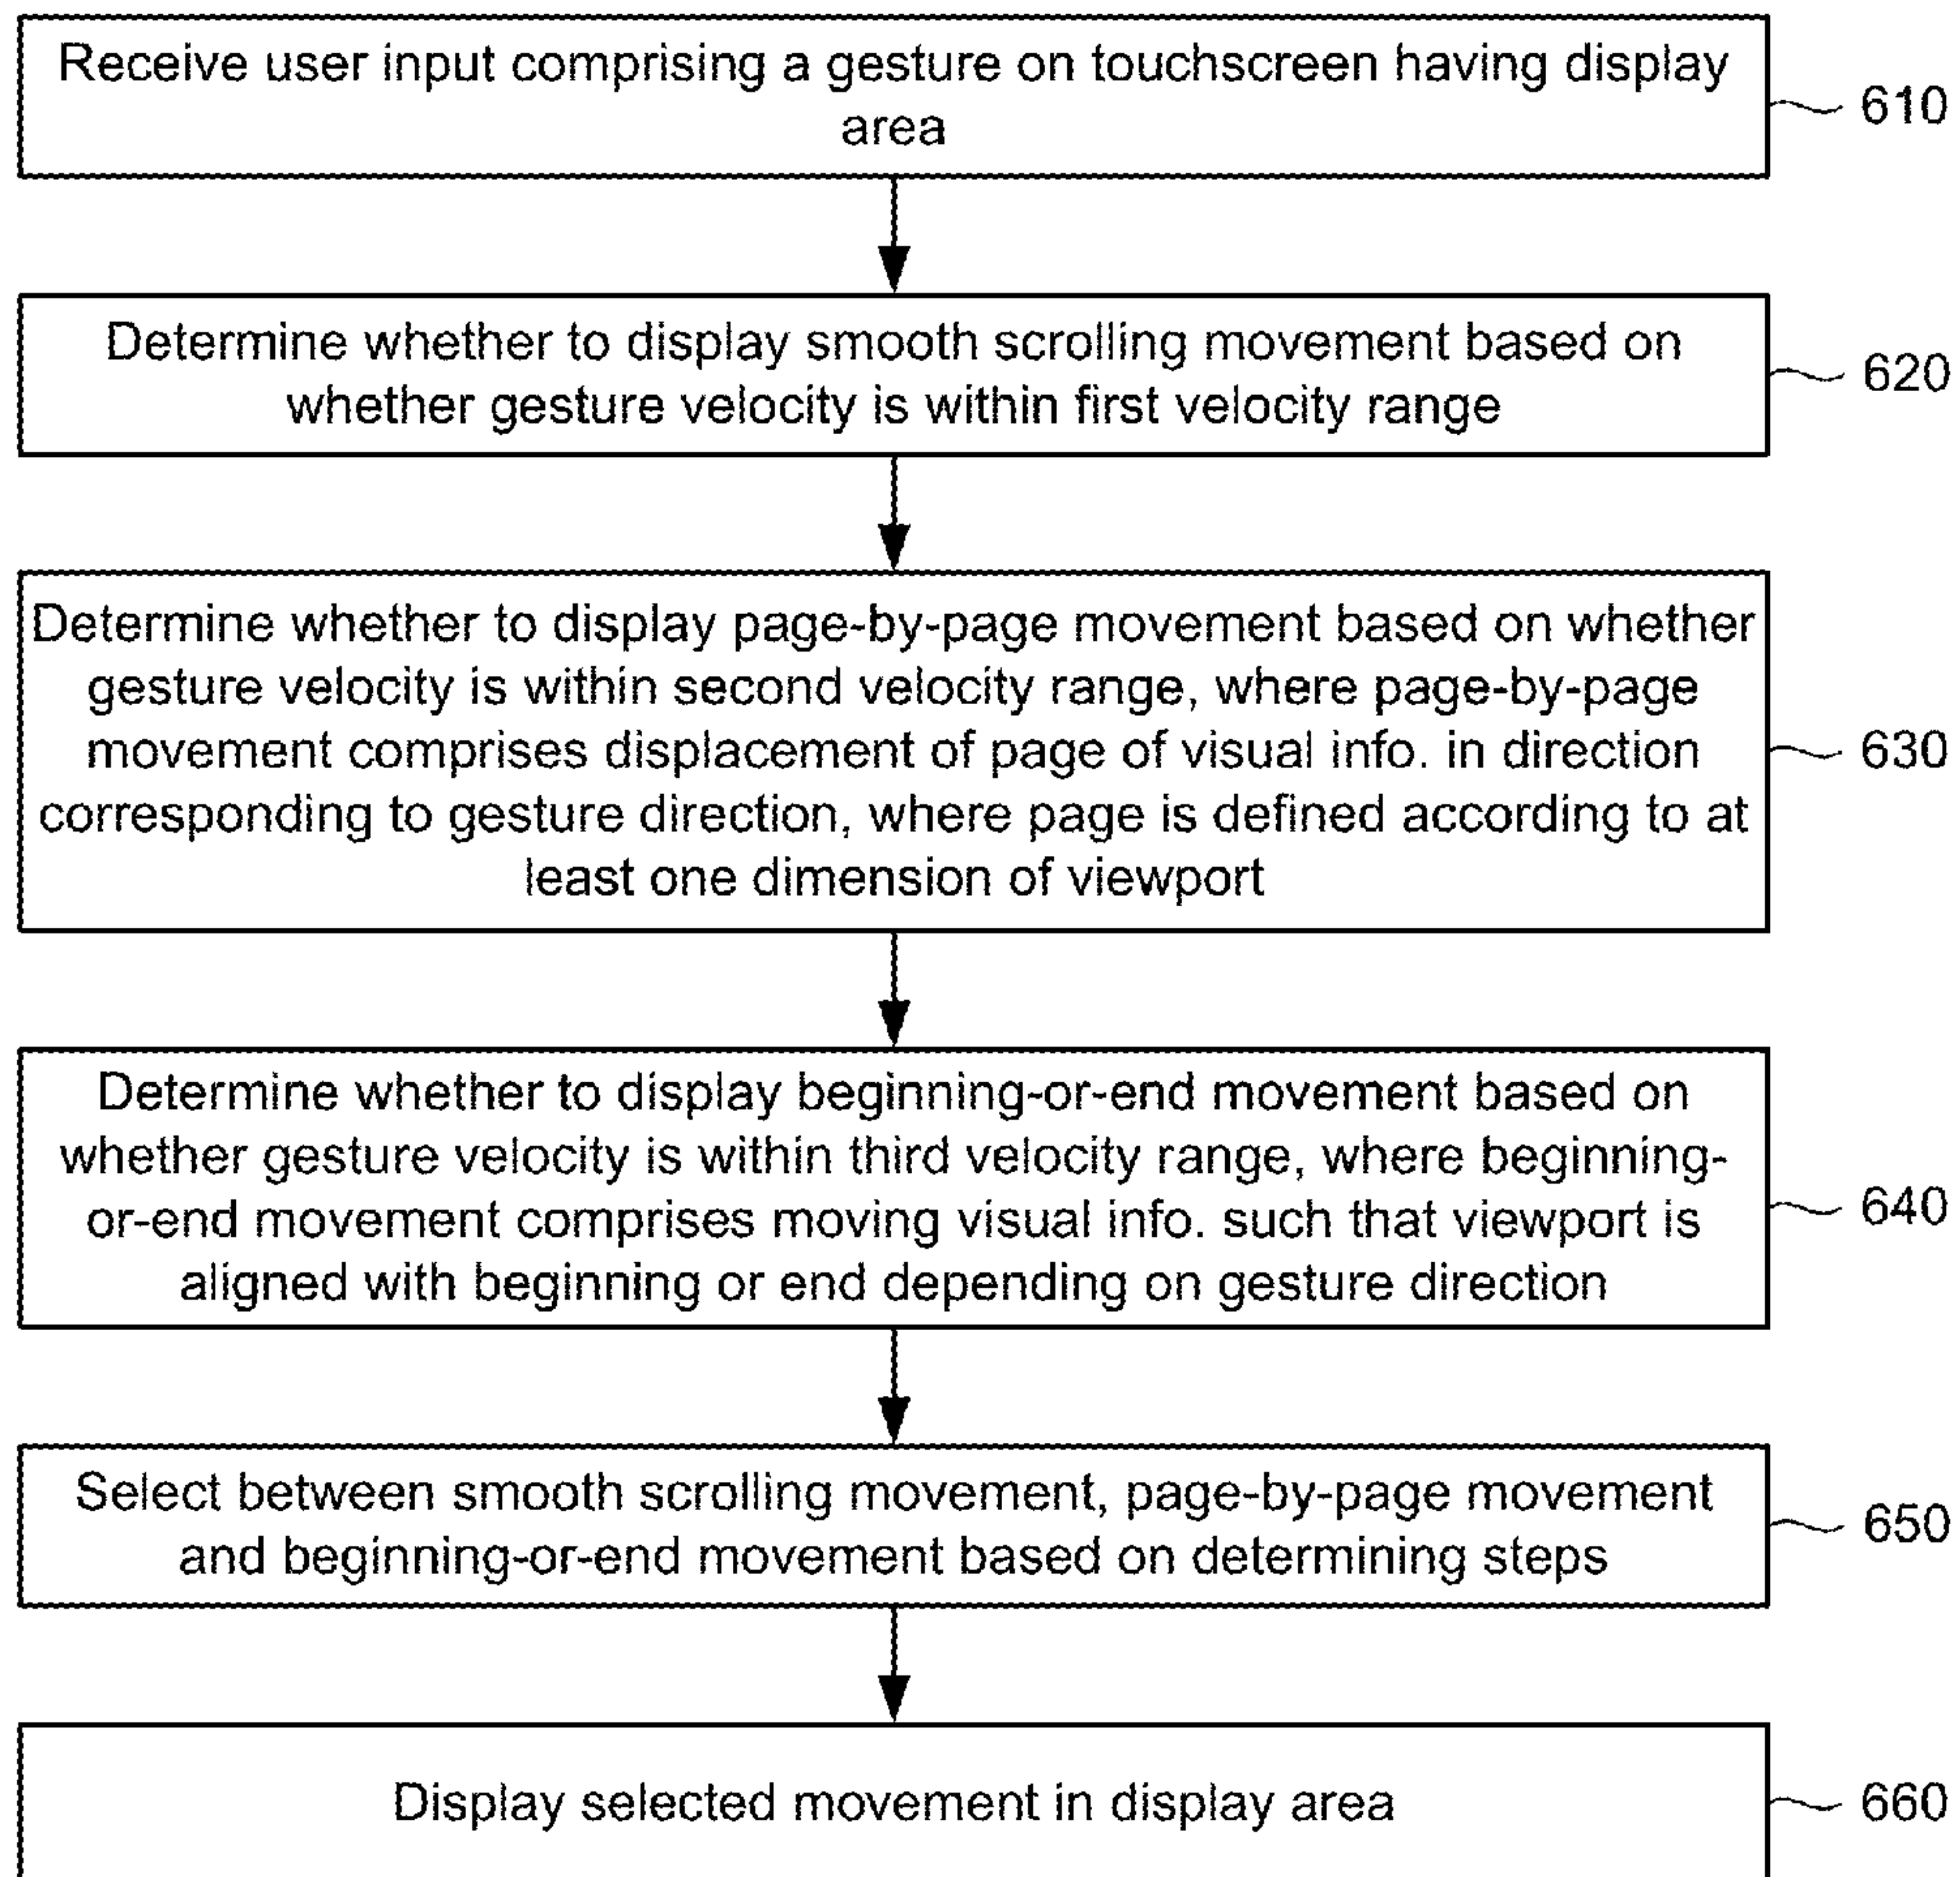 Receive user input comprising a gesture on touchscreen having display
area
610
Determine whether to display smooth scrolling movement based on
whether gesture velocity is within first velocity range
620
Determine whether to display page-by-page movement based on whether
gesture velocity is within second velocity range, where page-by-page
movement comprises displacement of page of visual info. in direction
corresponding to gesture direction, where page is defined according to at
least one dimension of viewport
630
Determine whether to display beginning-or-end movement based on
whether gesture velocity is within third velocity range, where beginning-
or-end movement comprises moving visual info. such that viewport is
aligned with beginning or end depending on gesture direction
640
Select between smooth scrolling movement, page-by-page movement
and beginning-or-end movement based on determining steps
650
Display selected movement in display area
660